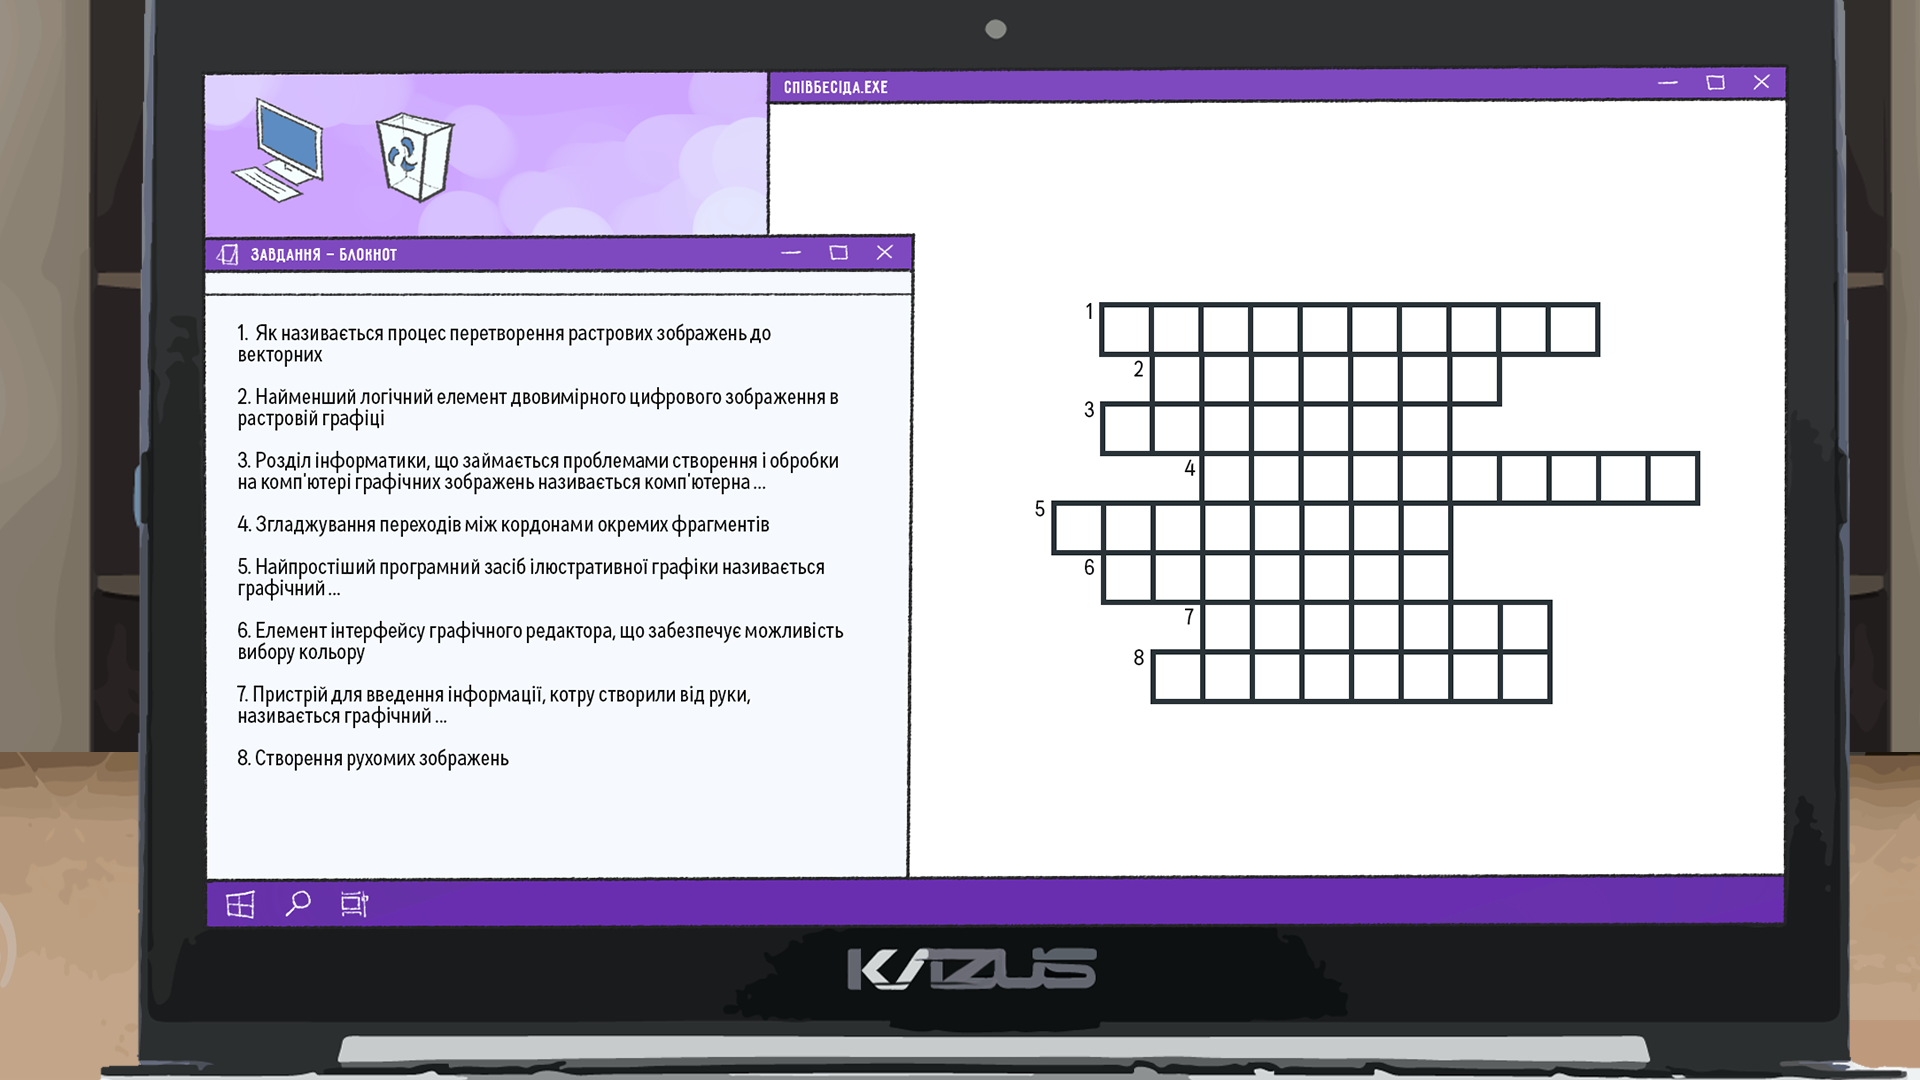 СПІВБЕСІДА.EXE
ЗАВДАННЯ – БЛОКНОТ
1. Як називається процес перетворення растрових зображень до
векторних
2. Найменший логічний елемент двовимірного цифрового зображення в
растровій графіці
3. Розділ інформатики, що займається проблемами створення і обробки
на комп'ютері графічних зображень називається комп'ютерна ...
4. Згладжування переходів між кордонами окремих фрагментів
5. Найпростіший програмний засіб ілюстративної графіки називається
графічний ...
6. Елемент інтерфейсу графічного редактора, що забезпечує можливість
вибору кольору
7. Пристрій для введення інформації, котру створили від руки,
називається графічний ...
8. Створення рухомих зображень
1
2
3
4
5
6
7
8
KAIZUS